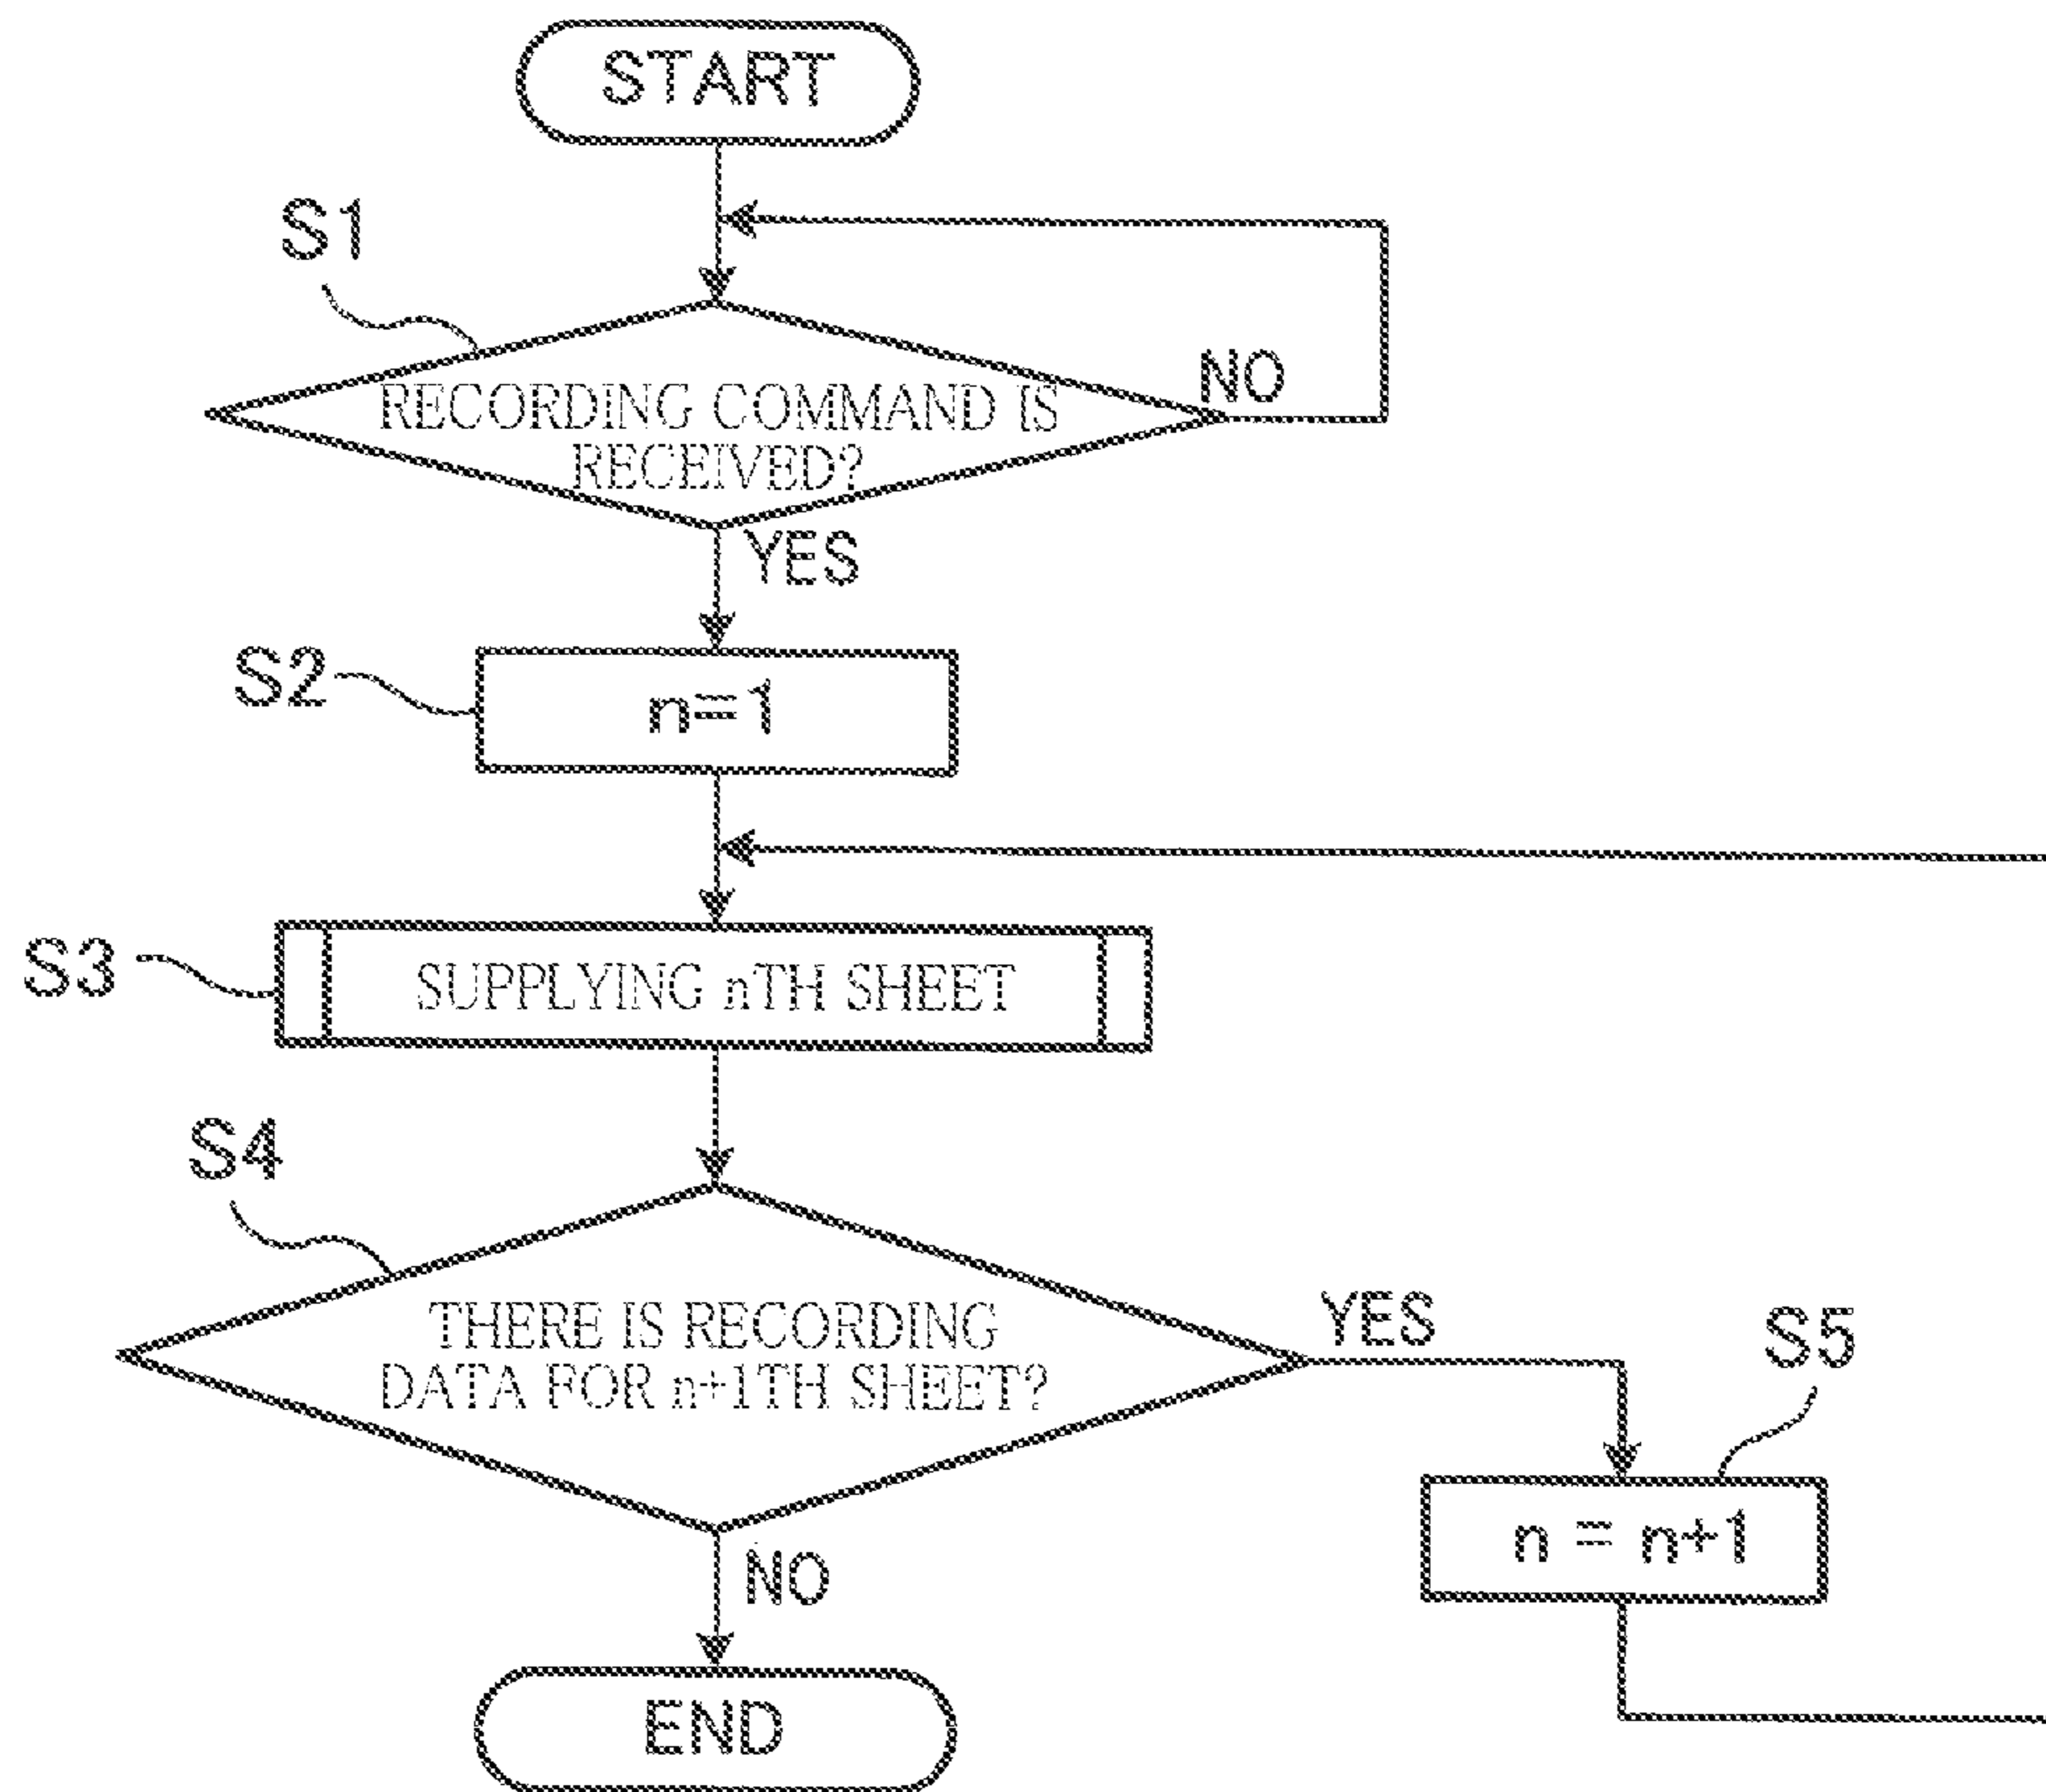 START
S1
RECORDING COMMAND IS
RECEIVED?
NO
YES
S2
n=1
S3
SUPPLYING nTH SHEET
S4
THERE IS RECORDING
DATA FOR n+1TH SHEET?
YES
S5
n = n+1
NO
END